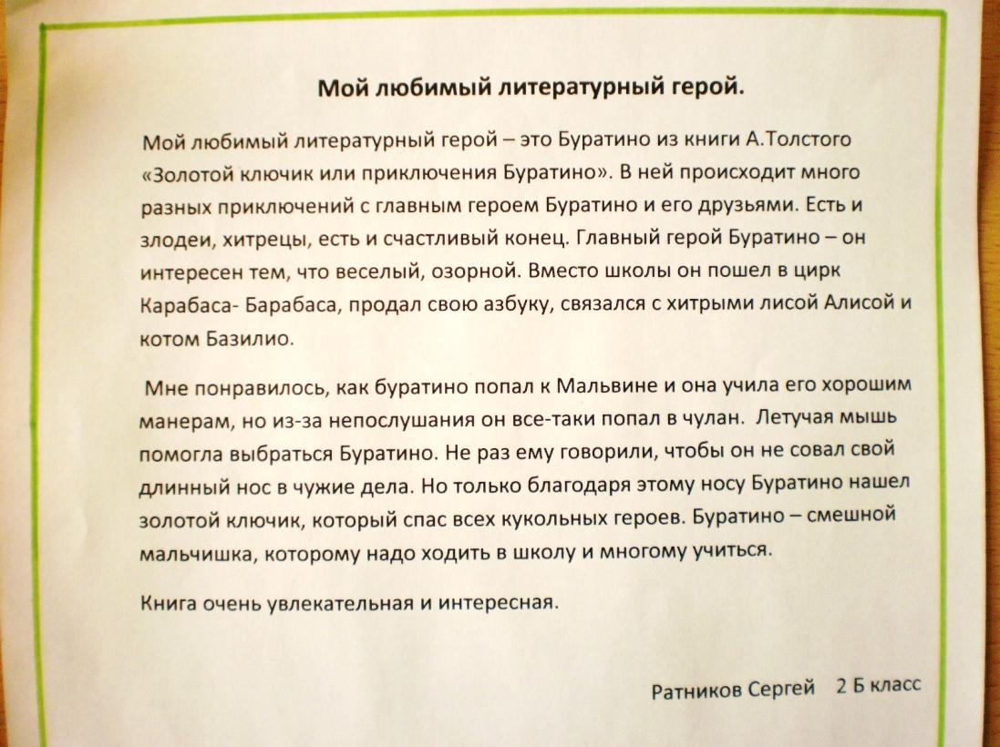 Мой любимый литературный герой.
Мой любимый литературный герой – это Буратино из книги А.Толстого
«Золотой ключик или приключения Буратино». В ней происходит много
разных приключений с главным героем Буратино и его друзьями. Есть и
злодеи, хитрецы, есть и счастливый конец. Главный герой Буратино – он
интересен тем, что веселый, озорной. Вместо школы он пошел в цирк
Карабаса- Барабаса, продал свою азбуку, связался с хитрыми лисой Алисой и
котом Базилио.
Мне понравилось, как буратино попал к Мальвине и она учила его хорошим
манерам, но из-за непослушания он все-таки попал в чулан. Летучая мышь
помогла выбраться Буратино. Не раз ему говорили, чтобы он не совал свой
длинный нос в чужие дела. Но только благодаря этому носу Буратино нашел
золотой ключик, который спас всех кукольных героев. Буратино – смешной
мальчишка, которому надо ходить в школу и многому учиться.
Книга очень увлекательная и интересная.
Ратников Сергей 2 Б класс